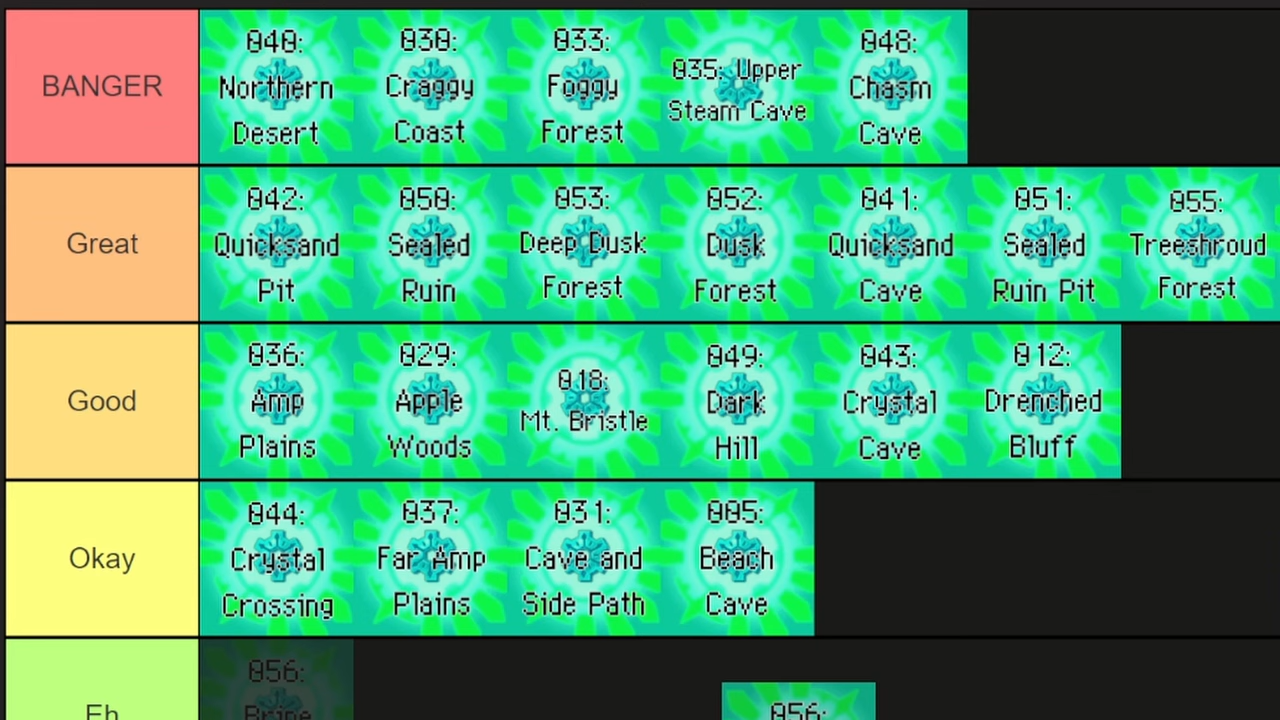 BANGER
040:
Northern
Desert
030:
Craggy
Coast
033:
Foggy
Forest
035: Upper
Steam Cave
048:
Chasm
Cave
Great
042:
Quicksand
Pit
050:
Sealed
Ruin
053:
Deep Dusk
Forest
052:
Dusk
Forest
041:
Quicksand
Cave
051:
Sealed
Ruin Pit
055:
Treeshroud
Forest
Good
036:
Amp
Plains
029:
Apple
Woods
018:
Mt. Bristle
049:
Dark
Hill
043:
Crystal
Cave
012:
Drenched
Bluff
Okay
044:
Crystal
Crossing
037:
Far Amp
Plains
031:
Cave and
Side Path
005:
Beach
Cave
Eh
056:
Brine
056: